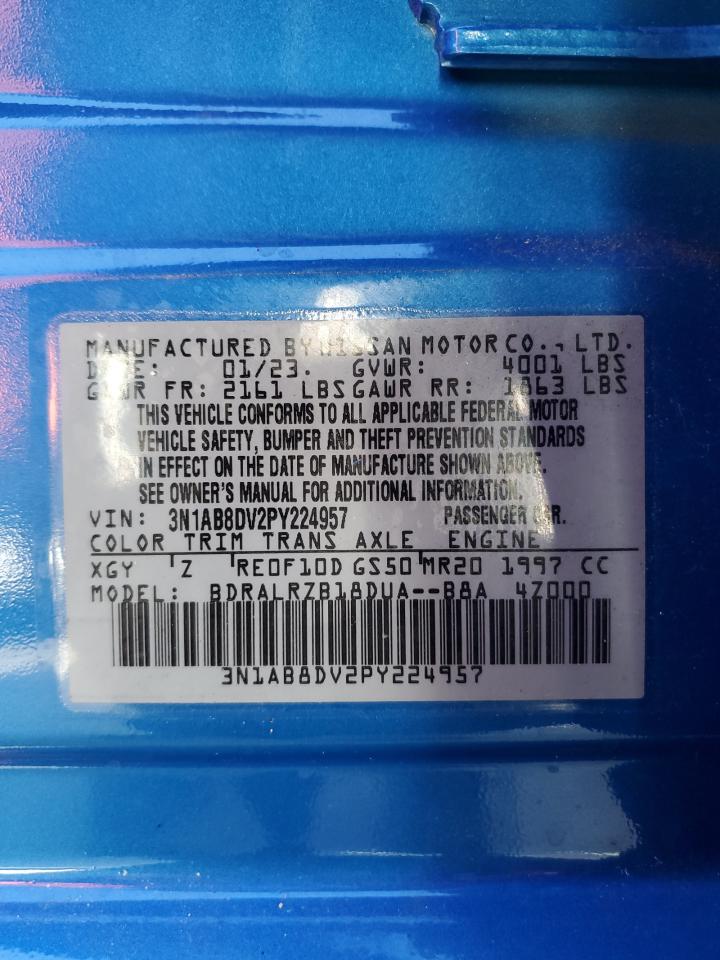 MANUFACTURED BY NISSAN MOTOR CO., LTD.
DATE: 01/23. GVWR: 4001 LBS
GAWR FR: 2161 LBS GAWR RR: 1863 LBS
THIS VEHICLE CONFORMS TO ALL APPLICABLE FEDERAL MOTOR
VEHICLE SAFETY, BUMPER AND THEFT PREVENTION STANDARDS
IN EFFECT ON THE DATE OF MANUFACTURE SHOWN ABOVE.
SEE OWNER'S MANUAL FOR ADDITIONAL INFORMATION.
VIN: 3N1AB8DV2PY224957 PASSENGER CAR.
COLOR TRIM TRANS AXLE ENGINE
XGY Z RE0F10D GS50 MR20 1997 CC
MODEL: BDRALRZB18DUA--B8A 4Z000
3N1AB8DV2PY224957